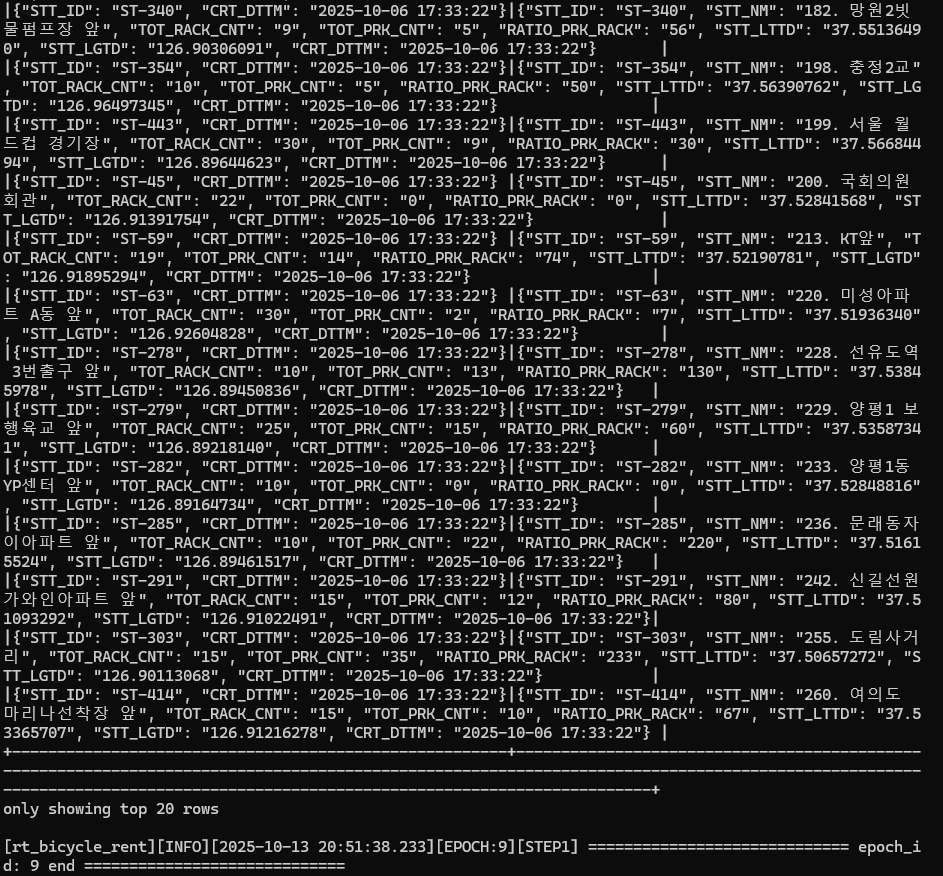 |{"STT_ID": "ST-340", "CRT_DTTM": "2025-10-06 17:33:22"}|{"STT_ID": "ST-340", "STT_NM": "182. 망원2빗
물펌프장 앞", "TOT_RACK_CNT": "9", "TOT_PRK_CNT": "5", "RATIO_PRK_RACK": "56", "STT_LTTD": "37.5513649
0", "STT_LGTD": "126.90306091", "CRT_DTTM": "2025-10-06 17:33:22"}       |
|{"STT_ID": "ST-354", "CRT_DTTM": "2025-10-06 17:33:22"}|{"STT_ID": "ST-354", "STT_NM": "198. 충정2교"
, "TOT_RACK_CNT": "10", "TOT_PRK_CNT": "5", "RATIO_PRK_RACK": "50", "STT_LTTD": "37.56390762", "STT_LG
TD": "126.96497345", "CRT_DTTM": "2025-10-06 17:33:22"}                 |
|{"STT_ID": "ST-443", "CRT_DTTM": "2025-10-06 17:33:22"}|{"STT_ID": "ST-443", "STT_NM": "199. 서울 월
드컵 경기장", "TOT_RACK_CNT": "30", "TOT_PRK_CNT": "9", "RATIO_PRK_RACK": "30", "STT_LTTD": "37.566844
94", "STT_LGTD": "126.89644623", "CRT_DTTM": "2025-10-06 17:33:22"}      |
|{"STT_ID": "ST-45", "CRT_DTTM": "2025-10-06 17:33:22"} |{"STT_ID": "ST-45", "STT_NM": "200. 국회의원
회관", "TOT_RACK_CNT": "22", "TOT_PRK_CNT": "0", "RATIO_PRK_RACK": "0", "STT_LTTD": "37.52841568", "ST
T_LGTD": "126.91391754", "CRT_DTTM": "2025-10-06 17:33:22"}             |
|{"STT_ID": "ST-59", "CRT_DTTM": "2025-10-06 17:33:22"} |{"STT_ID": "ST-59", "STT_NM": "213. KT앞", "T
OT_RACK_CNT": "19", "TOT_PRK_CNT": "14", "RATIO_PRK_RACK": "74", "STT_LTTD": "37.52190781", "STT_LGTD"
: "126.91895294", "CRT_DTTM": "2025-10-06 17:33:22"}                    |
|{"STT_ID": "ST-63", "CRT_DTTM": "2025-10-06 17:33:22"} |{"STT_ID": "ST-63", "STT_NM": "220. 미성아파
트 A동 앞", "TOT_RACK_CNT": "30", "TOT_PRK_CNT": "2", "RATIO_PRK_RACK": "7", "STT_LTTD": "37.51936340"
, "STT_LGTD": "126.92604828", "CRT_DTTM": "2025-10-06 17:33:22"}         |
|{"STT_ID": "ST-278", "CRT_DTTM": "2025-10-06 17:33:22"}|{"STT_ID": "ST-278", "STT_NM": "228. 선유도역
 3번출구 앞", "TOT_RACK_CNT": "10", "TOT_PRK_CNT": "13", "RATIO_PRK_RACK": "130", "STT_LTTD": "37.5384
5978", "STT_LGTD": "126.89450836", "CRT_DTTM": "2025-10-06 17:33:22"}   |
|{"STT_ID": "ST-279", "CRT_DTTM": "2025-10-06 17:33:22"}|{"STT_ID": "ST-279", "STT_NM": "229. 양평1 보
행육교 앞", "TOT_RACK_CNT": "25", "TOT_PRK_CNT": "15", "RATIO_PRK_RACK": "60", "STT_LTTD": "37.5358734
1", "STT_LGTD": "126.89218140", "CRT_DTTM": "2025-10-06 17:33:22"}      |
|{"STT_ID": "ST-282", "CRT_DTTM": "2025-10-06 17:33:22"}|{"STT_ID": "ST-282", "STT_NM": "233. 양평1동
YP센터 앞", "TOT_RACK_CNT": "10", "TOT_PRK_CNT": "0", "RATIO_PRK_RACK": "0", "STT_LTTD": "37.52848816"
, "STT_LGTD": "126.89164734", "CRT_DTTM": "2025-10-06 17:33:22"}         |
|{"STT_ID": "ST-285", "CRT_DTTM": "2025-10-06 17:33:22"}|{"STT_ID": "ST-285", "STT_NM": "236. 문래동자
이아파트 앞", "TOT_RACK_CNT": "10", "TOT_PRK_CNT": "22", "RATIO_PRK_RACK": "220", "STT_LTTD": "37.5161
5524", "STT_LGTD": "126.89461517", "CRT_DTTM": "2025-10-06 17:33:22"}   |
|{"STT_ID": "ST-291", "CRT_DTTM": "2025-10-06 17:33:22"}|{"STT_ID": "ST-291", "STT_NM": "242. 신길선원
가와인아파트 앞", "TOT_RACK_CNT": "15", "TOT_PRK_CNT": "12", "RATIO_PRK_RACK": "80", "STT_LTTD": "37.5
1093292", "STT_LGTD": "126.91022491", "CRT_DTTM": "2025-10-06 17:33:22"}|
|{"STT_ID": "ST-303", "CRT_DTTM": "2025-10-06 17:33:22"}|{"STT_ID": "ST-303", "STT_NM": "255. 도림사거
리", "TOT_RACK_CNT": "15", "TOT_PRK_CNT": "35", "RATIO_PRK_RACK": "233", "STT_LTTD": "37.50657272", "S
TT_LGTD": "126.90113068", "CRT_DTTM": "2025-10-06 17:33:22"}            |
|{"STT_ID": "ST-414", "CRT_DTTM": "2025-10-06 17:33:22"}|{"STT_ID": "ST-414", "STT_NM": "260. 여의도
마리나선착장 앞", "TOT_RACK_CNT": "15", "TOT_PRK_CNT": "10", "RATIO_PRK_RACK": "67", "STT_LTTD": "37.5
3365707", "STT_LGTD": "126.91216278", "CRT_DTTM": "2025-10-06 17:33:22"} |
+-------------------------------------------------------+---------------------------------------------
------------------------------------------------------------------------------------------------------
------------------------------------------------------------------------+
only showing top 20 rows
[rt_bicycle_rent][INFO][2025-10-13 20:51:38.233][EPOCH:9][STEP1] ============================= epoch_i
d: 9 end =============================